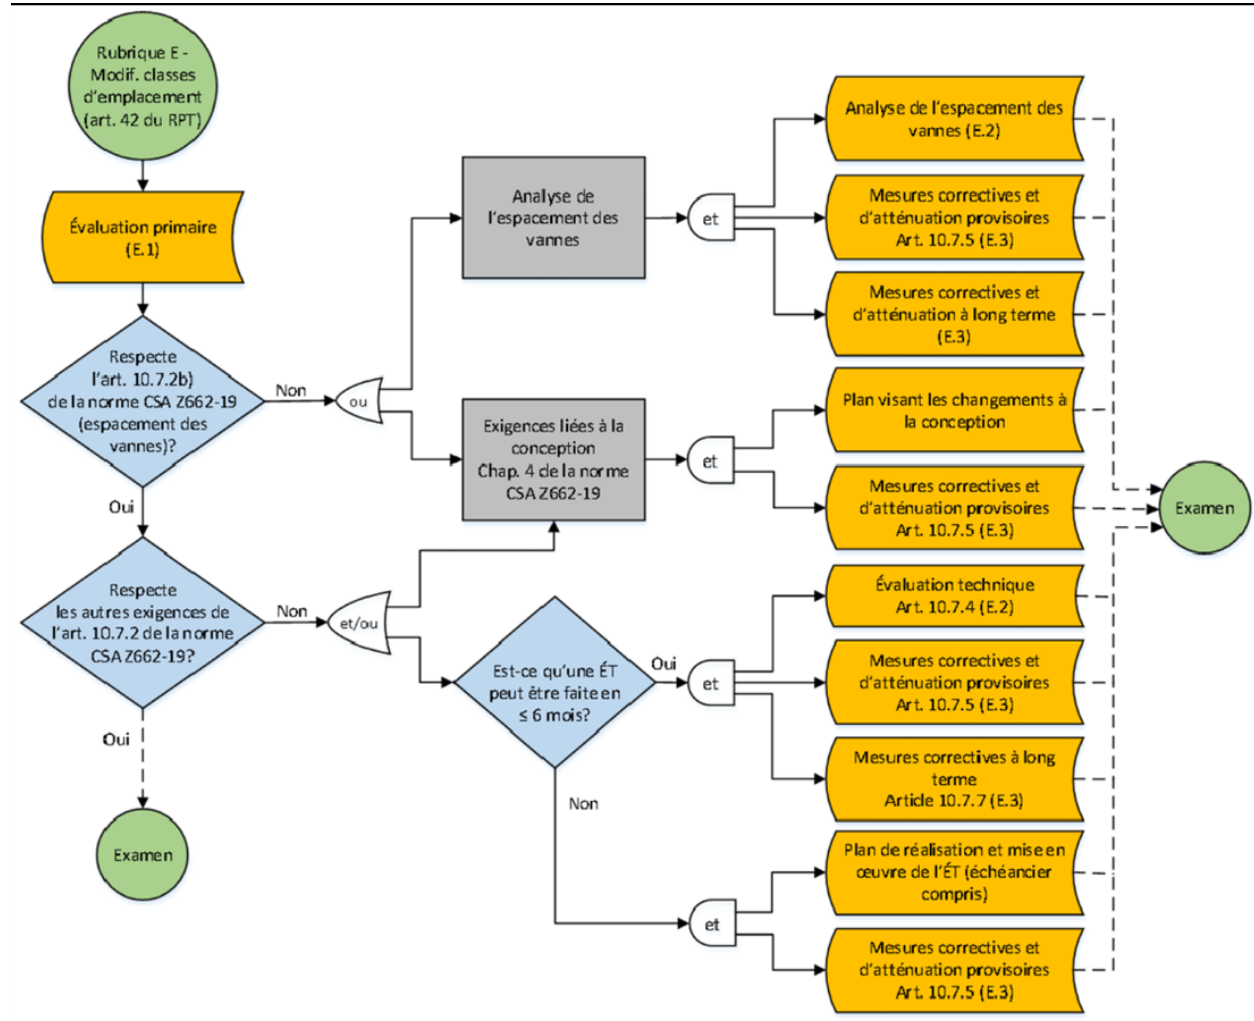 Rubrique E -
Modif. classes
d'emplacement
(art. 42 du RPT)
Évaluation primaire
(E.1)
Respecte
l'art. 10.7.2b)
de la norme CSA Z662-19
(espacement des
vannes)?
Non
ou
Oui
Respecte
les autres exigences de
l'art. 10.7.2 de la norme
CSA Z662-19?
Non
et/ou
Oui
Examen
Analyse de
l'espacement des
vannes
et
Exigences liées à la
conception
Chap. 4 de la norme
CSA Z662-19
et
Est-ce qu'une ÉT
peut être faite en
≤ 6 mois?
Oui
et
Non
et
Analyse de l'espacement des
vannes (E.2)
Mesures correctives et
d'atténuation provisoires
Art. 10.7.5 (E.3)
Mesures correctives et
d'atténuation à long terme
(E.3)
Plan visant les changements à
la conception
Mesures correctives et
d'atténuation provisoires
Art. 10.7.5 (E.3)
Évaluation technique
Art. 10.7.4 (E.2)
Mesures correctives et
d'atténuation provisoires
Art. 10.7.5 (E.3)
Mesures correctives à long
terme
Article 10.7.7 (E.3)
Plan de réalisation et mise en
œuvre de l'ÉT (échéancier
compris)
Mesures correctives et
d'atténuation provisoires
Art. 10.7.5 (E.3)
Examen